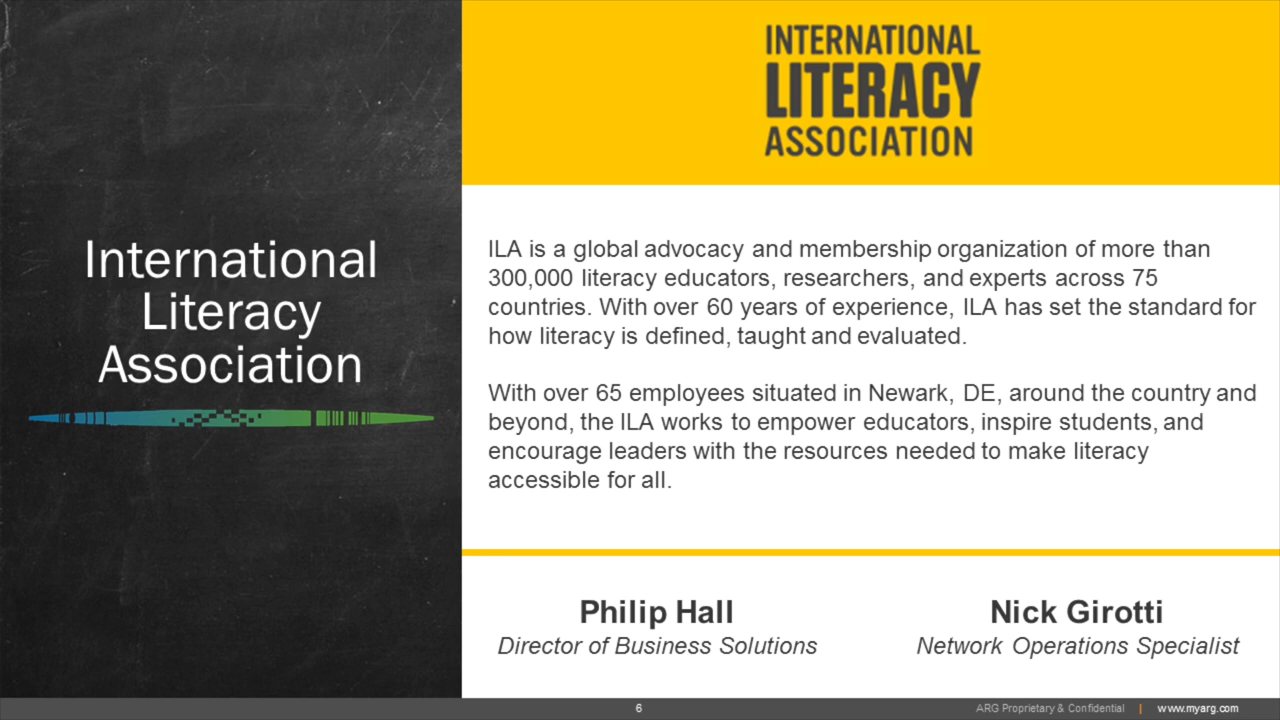 International
Literacy
Association
INTERNATIONAL
LITERACY
ASSOCIATION
ILA is a global advocacy and membership organization of more than
300,000 literacy educators, researchers, and experts across 75
countries. With over 60 years of experience, ILA has set the standard for
how literacy is defined, taught and evaluated.
With over 65 employees situated in Newark, DE, around the country and
beyond, the ILA works to empower educators, inspire students, and
encourage leaders with the resources needed to make literacy
accessible for all.
Philip Hall
Director of Business Solutions
Nick Girotti
Network Operations Specialist
6
ARG Proprietary & Confidential | www.myarg.com